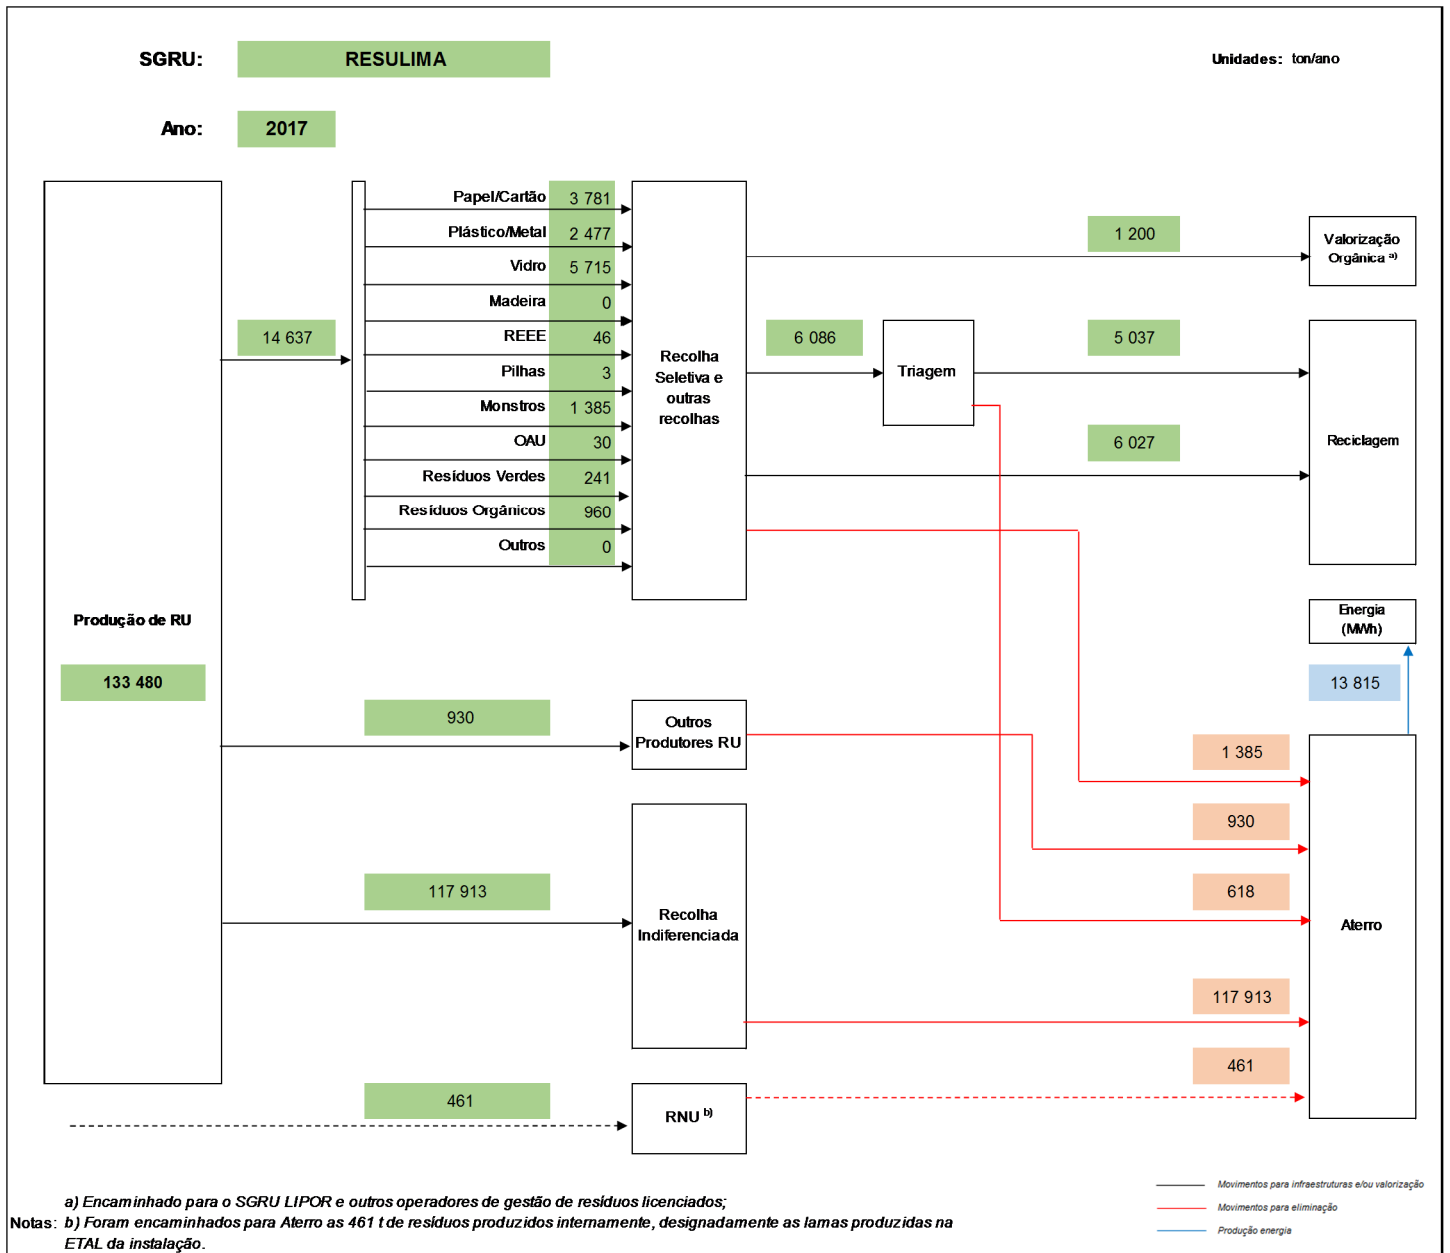 SGRU:
RESULIMA
Unidades: ton/ano
Ano:
2017
Papel/Cartão 3 781
Plástico/Metal 2 477
Vidro 5 715
Madeira 0
REEE 46
Pilhas 3
Monstros 1 385
OAU 30
Resíduos Verdes 241
Resíduos Orgânicos 960
Outros 0
14 637
Recolha
Seletiva e
outras
recolhas
1 200
Valorização
Orgânica a)
6 086
Triagem
5 037
6 027
Reciclagem
Produção de RU
133 480
Energia
(MWh)
13 815
930
Outros
Produtores RU
1 385
930
117 913
Recolha
Indiferenciada
618
Aterro
117 913
461
461
RNU b)
Notas:
a) Encaminhado para o SGRU LIPOR e outros operadores de gestão de resíduos licenciados;
b) Foram encaminhados para Aterro as 461 t de resíduos produzidos internamente, designadamente as lamas produzidas na
ETAL da instalação.
Movimentos para infraestruturas e/ou valorização
Movimentos para eliminação
Produção energia